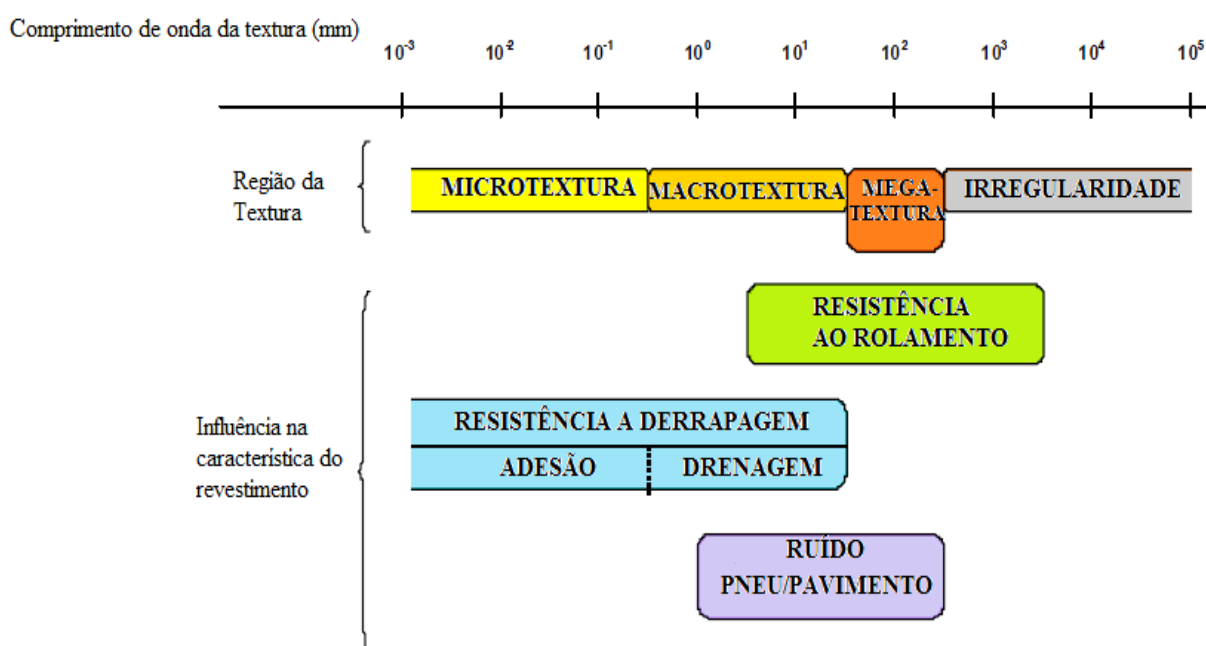 Comprimento de onda da textura (mm)
10⁻³ 10⁻² 10⁻¹ 10⁰ 10¹ 10² 10³ 10⁴ 10⁵
Região da
Textura
MICROTEXTURA
MACROTEXTURA
MEGA-
TEXTURA
IRREGULARIDADE
RESISTÊNCIA
AO ROLAMENTO
Influência na
característica do
revestimento
RESISTÊNCIA A DERRAPAGEM
ADESÃO
DRENAGEM
RUÍDO
PNEU/PAVIMENTO